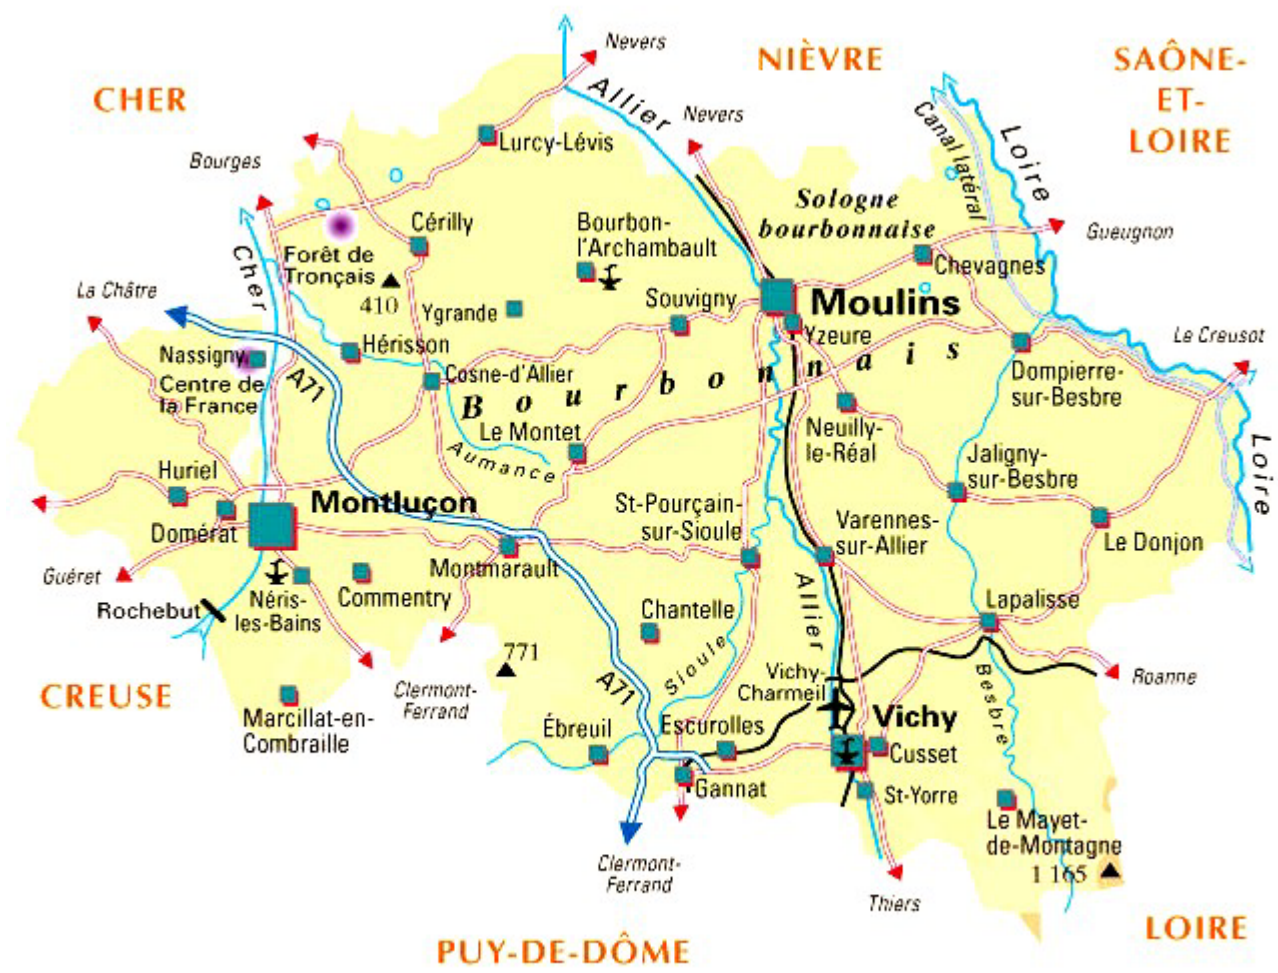 Nevers
NIÈVRE
SAÔNE-
ET-
LOIRE
CHER
Allier
Nevers
Canal latéral
Loire
Lurcy-Lévis
Bourges
Sologne
bourbonnaise
Cérilly
Bourbon-
l'Archambault
Gueugnon
Cher
Forêt de
Tronçais
410
Chevagnes
La Châtre
Ygrande
Souvigny
Moulins
Yzeure
Le Creusot
Nassigny
Centre de
la France
A71
Hérisson
Cosne-d'Allier
Bourbonnais
Dompierre-
sur-Besbre
Le Montet
Neuilly-
le-Réal
Aumance
Jaligny-
sur-Besbre
Loire
Huriel
Montluçon
Domérat
St-Pourçain-
sur-Sioule
Varennes-
sur-Allier
Le Donjon
Guéret
Montmarault
Rochebut
Néris-
les-Bains
Commentry
Chantelle
Allier
Lapalisse
771
Sioule
Vichy-
Charmeil
Besbre
Roanne
CREUSE
Clermont-
Ferrand
A71
Marcillat-en-
Combraille
Ébreuil
Escurolles
Vichy
Cusset
Gannat
St-Yorre
Le Mayet-
de-Montagne
1 165
Clermont-
Ferrand
Thiers
LOIRE
PUY-DE-DÔME